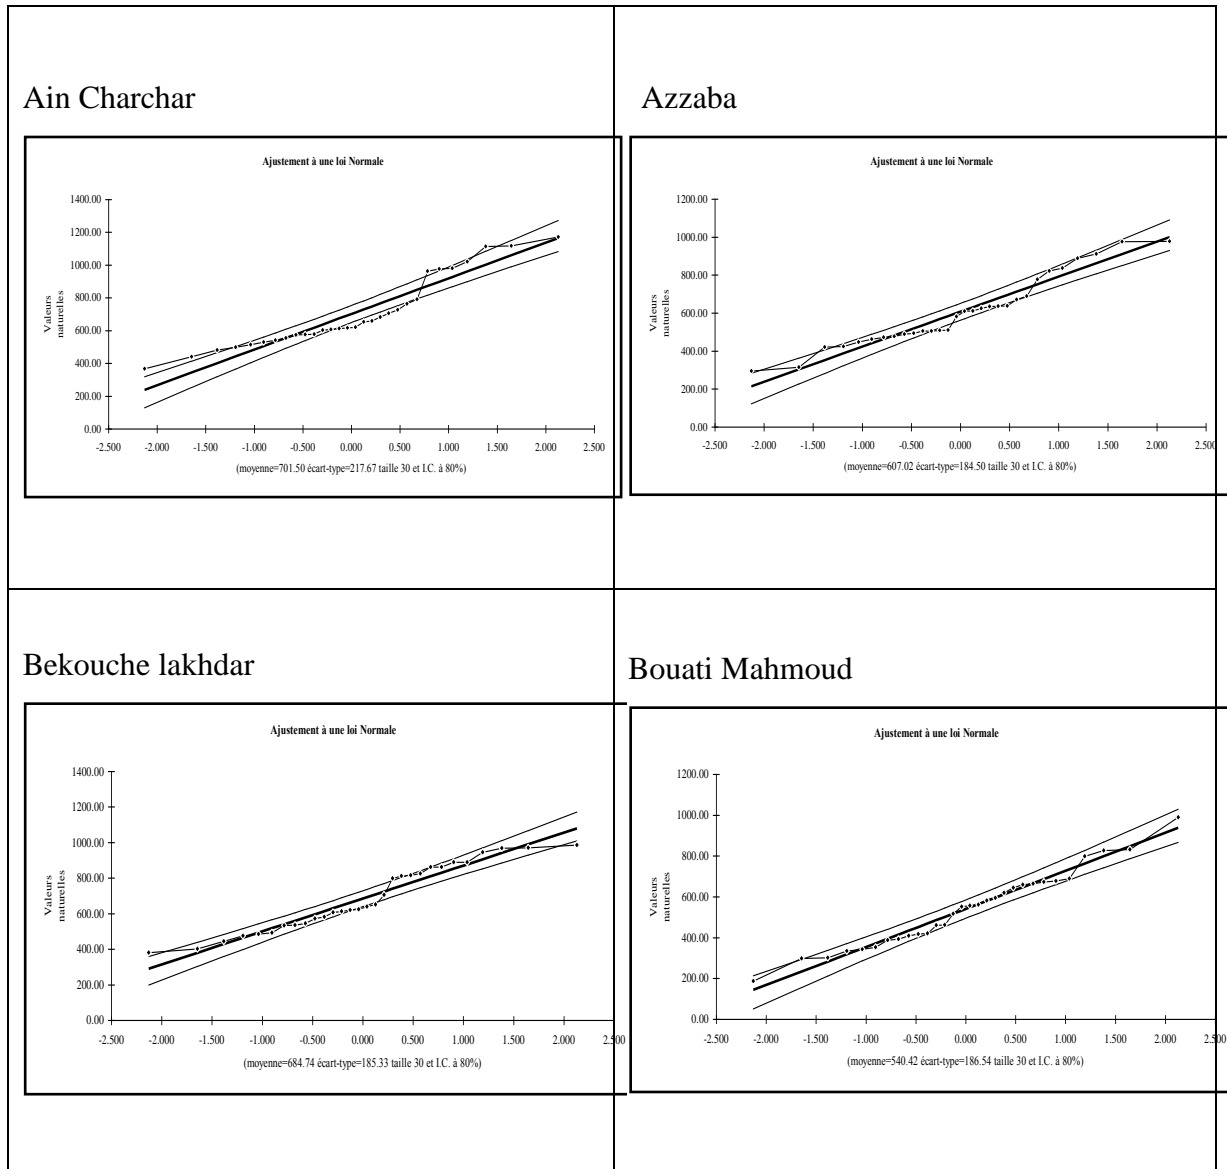 Ain Charchar
Ajustement à une loi Normale
Valeurs
naturelles
1400.00
1200.00
1000.00
800.00
600.00
400.00
200.00
0.00
-2.500 -2.000 -1.500 -1.000 -0.500 0.000 0.500 1.000 1.500 2.000 2.500
(moyenne=701.50 écart-type=217.67 taille 30 et I.C. à 80%)
Azzaba
Ajustement à une loi Normale
Valeurs
naturelles
1200.00
1000.00
800.00
600.00
400.00
200.00
0.00
-2.500 -2.000 -1.500 -1.000 -0.500 0.000 0.500 1.000 1.500 2.000 2.500
(moyenne=607.02 écart-type=184.50 taille 30 et I.C. à 80%)
Bekouche lakhdar
Ajustement à une loi Normale
Valeurs
naturelles
1400.00
1200.00
1000.00
800.00
600.00
400.00
200.00
0.00
-2.500 -2.000 -1.500 -1.000 -0.500 0.000 0.500 1.000 1.500 2.000 2.500
(moyenne=684.74 écart-type=185.33 taille 30 et I.C. à 80%)
Bouati Mahmoud
Ajustement à une loi Normale
Valeurs
naturelles
1200.00
1000.00
800.00
600.00
400.00
200.00
0.00
-2.500 -2.000 -1.500 -1.000 -0.500 0.000 0.500 1.000 1.500 2.000 2.500
(moyenne=540.42 écart-type=186.54 taille 30 et I.C. à 80%)